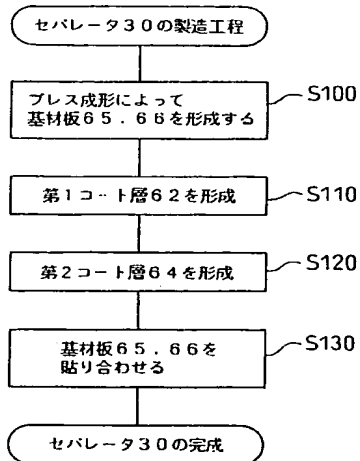 セパレータ30の製造工程
プレス成形によって
基材板65.66を形成する
S100
第1コート層62を形成
S110
第2コート層64を形成
S120
基材板65.66を
貼り合わせる
S130
セパレータ30の完成